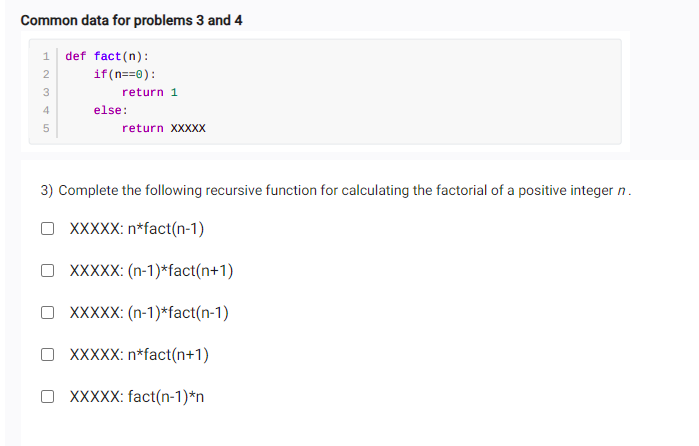 Common data for problems 3 and 4
1 def fact(n):
2 if(n==0):
3 return 1
4 else:
5 return XXXXX
3) Complete the following recursive function for calculating the factorial of a positive integer n.
XXXXX: n*fact(n-1)
XXXXX: (n-1)*fact(n+1)
XXXXX: (n-1)*fact(n-1)
XXXXX: n*fact(n+1)
XXXXX: fact(n-1)*n